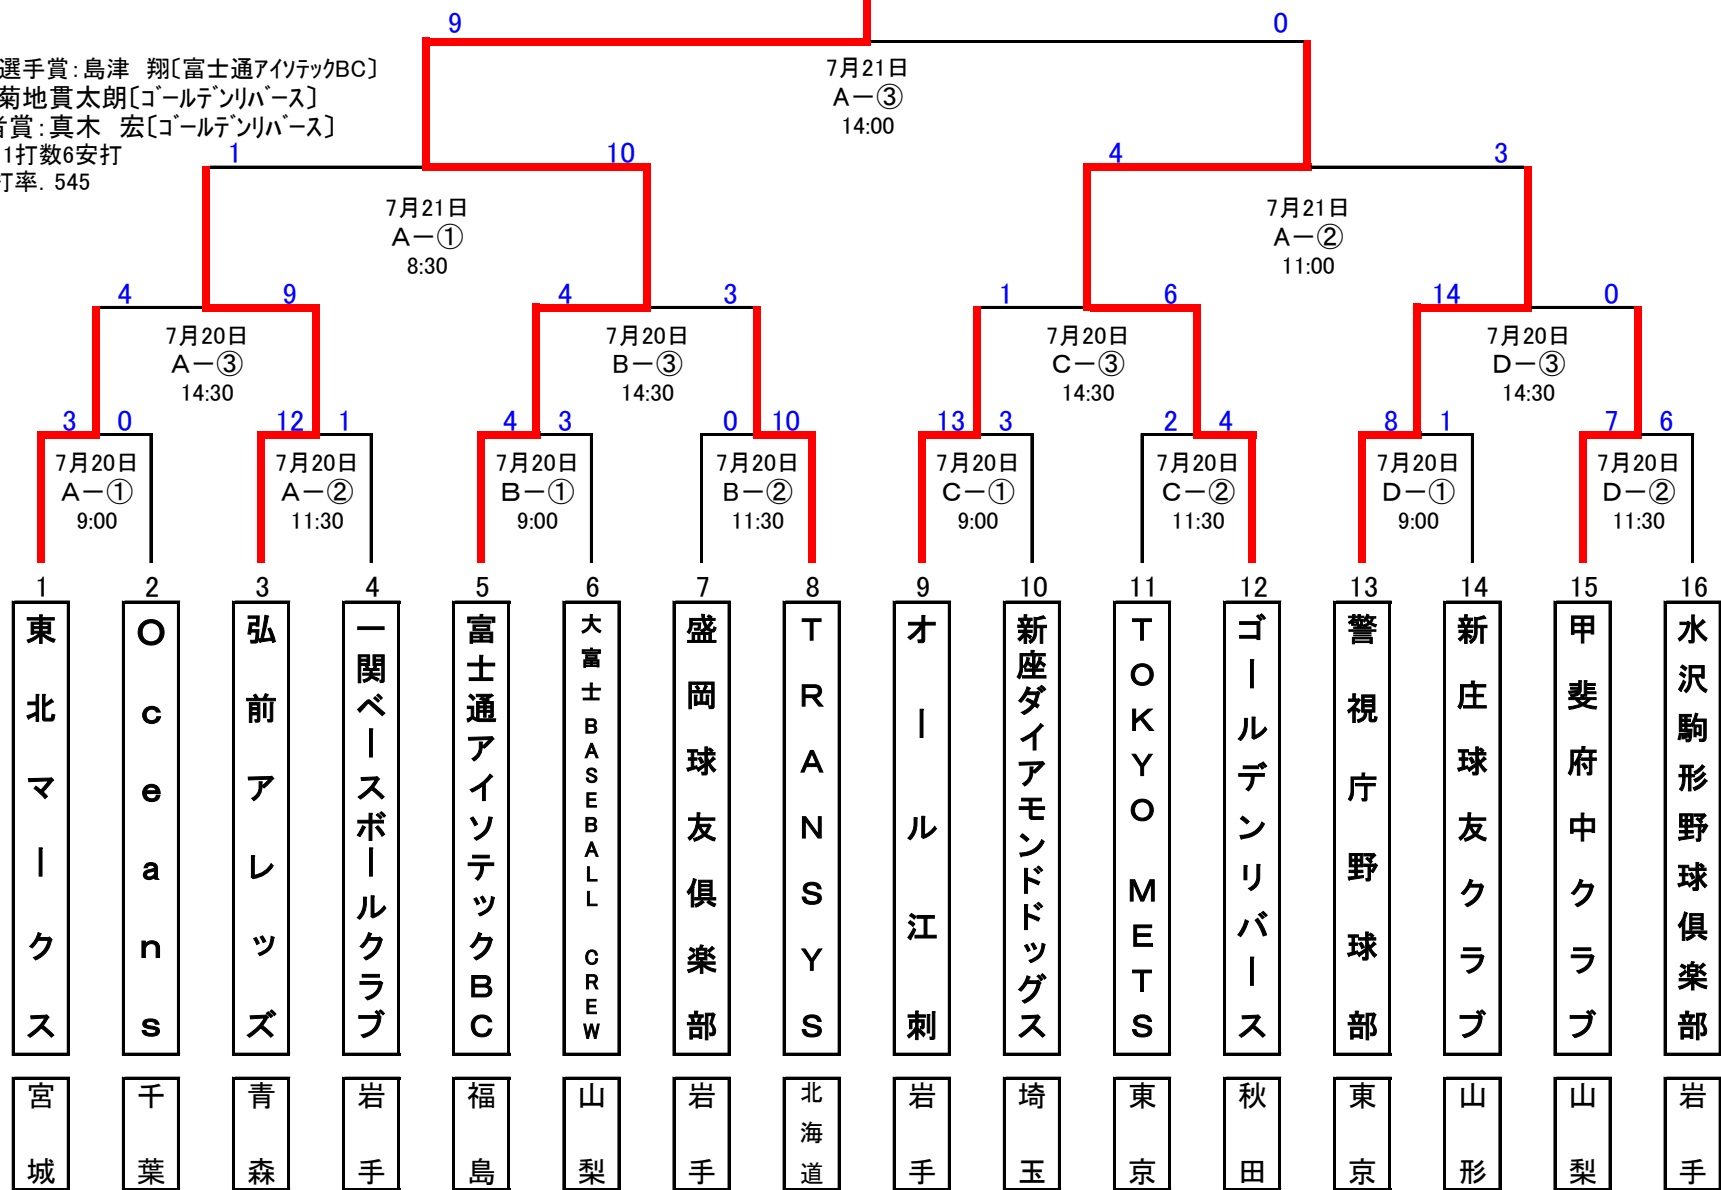 9 0
選手賞：島津　翔〔富士通アイソテックBC〕
菊地貫太朗〔ゴールデンリバース〕
賞：真木　宏〔ゴールデンリバース〕
1打数6安打
打率．545
7月21日
A－③
14:00
1 10 4 3
7月21日
A－①
8:30
7月21日
A－②
11:00
4 9 4 3 1 6 14 0
7月20日
A－③
14:30
7月20日
B－③
14:30
7月20日
C－③
14:30
7月20日
D－③
14:30
3 0 12 1 4 3 0 10 13 3 2 4 8 1 7 6
7月20日
A－①
9:00
7月20日
A－②
11:30
7月20日
B－①
9:00
7月20日
B－②
11:30
7月20日
C－①
9:00
7月20日
C－②
11:30
7月20日
D－①
9:00
7月20日
D－②
11:30
1 2 3 4 5 6 7 8 9 10 11 12 13 14 15 16
東北マークス
Oceans
弘前アレッズ
一関ベースボールクラブ
富士通アイソテックBC
大富士BASEBALL CREW
盛岡球友倶楽部
TRANSYS
オール江刺
新座ダイアモンドドッグス
TOKYO METS
ゴールデンリバース
警視庁野球部
新庄球友クラブ
甲斐府中クラブ
水沢駒形野球倶楽部
宮城
千葉
青森
岩手
福島
山梨
岩手
北海道
岩手
埼玉
東京
秋田
東京
山形
山梨
岩手